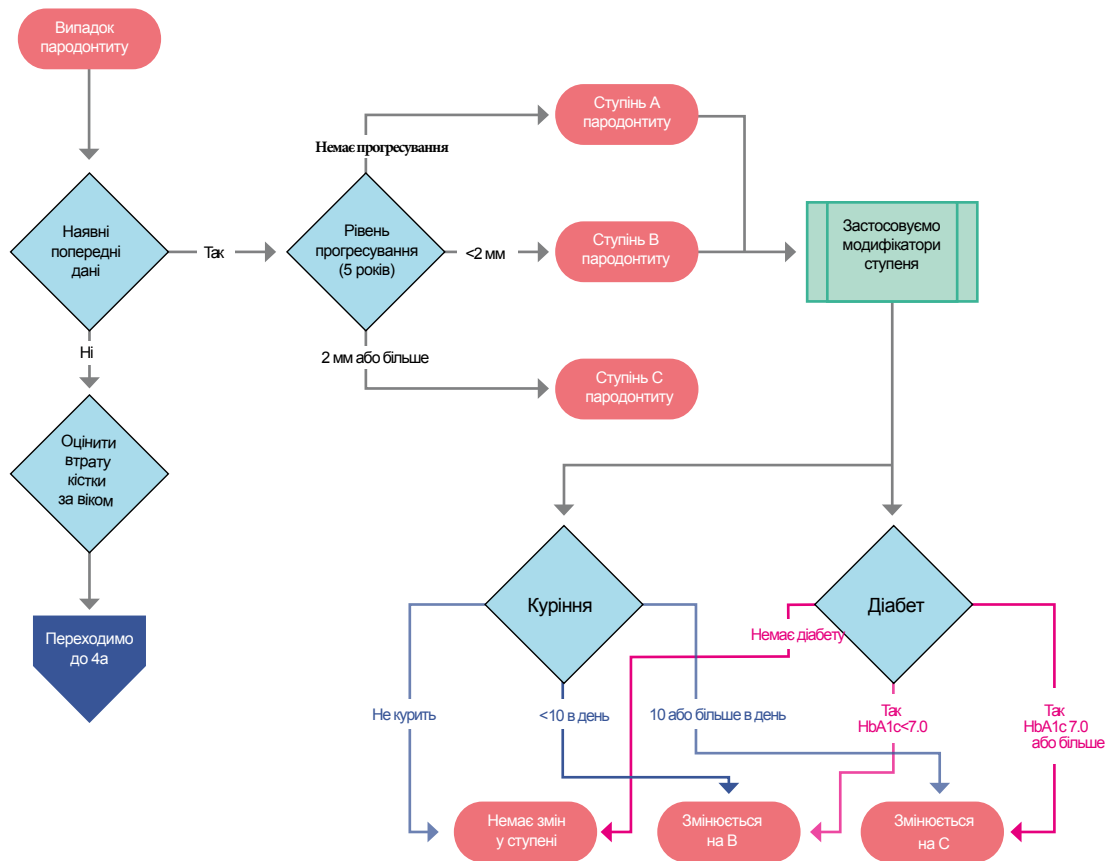 Випадок
пародонтиту
Ступінь А
пародонтиту
Немає прогресування
Наявні
попередні
дані
Так
Рівень
прогресування
(5 років)
<2 мм
Ступінь В
пародонтиту
Застосовуємо
модифікатори
ступеня
Ні
2 мм або більше
Ступінь С
пародонтиту
Оцінити
втрату
кістки
за віком
Куріння
Діабет
Переходимо
до 4а
Немає діабету
Не курить
<10 в день
10 або більше в день
Так
HbA1c<7.0
Так
HbA1c 7.0
або більше
Немає змін
у ступені
Змінюється
на В
Змінюється
на С